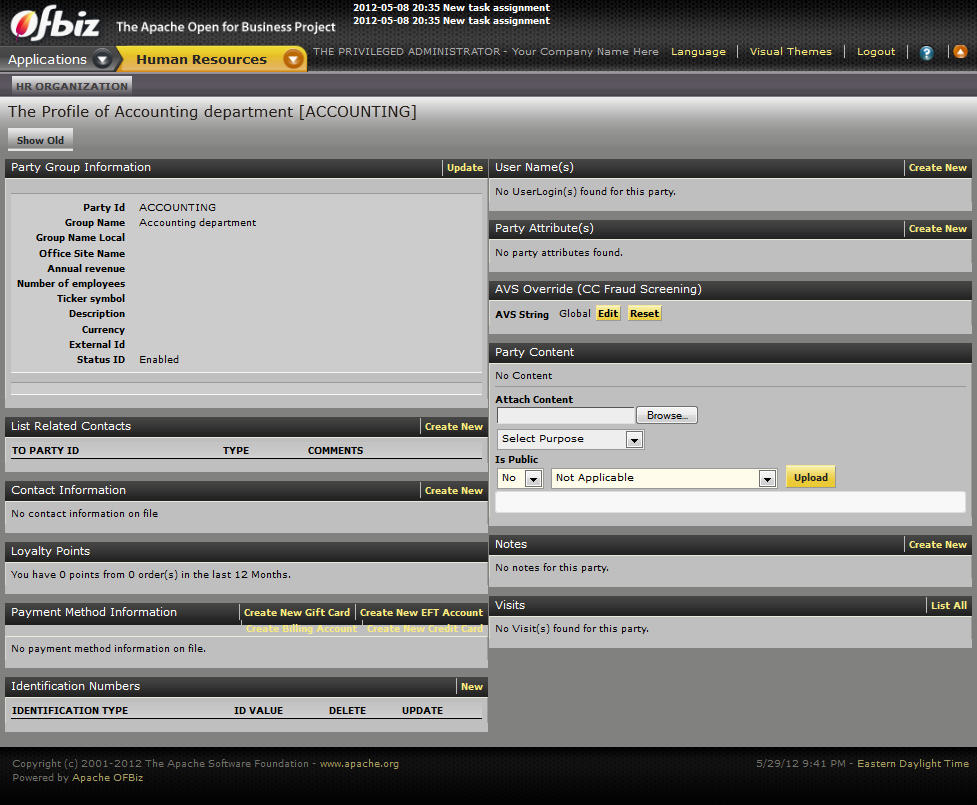 2012-05-08 20:35 New task assignment
2012-05-08 20:35 New task assignment
Ofbiz The Apache Open for Business Project
Applications Human Resources THE PRIVILEGED ADMINISTRATOR - Your Company Name Here Language Visual Themes Logout ?
HR ORGANIZATION
The Profile of Accounting department [ACCOUNTING]
Show Old
Party Group Information Update
Party Id ACCOUNTING
Group Name Accounting department
Group Name Local
Office Site Name
Annual revenue
Number of employees
Ticker symbol
Description
Currency
External Id
Status ID Enabled
List Related Contacts Create New
TO PARTY ID TYPE COMMENTS
Contact Information Create New
No contact information on file
Loyalty Points
You have 0 points from 0 order(s) in the last 12 Months.
Payment Method Information Create New Gift Card Create New EFT Account
Create Billing Account Create New Credit Card
No payment method information on file.
Identification Numbers New
IDENTIFICATION TYPE ID VALUE DELETE UPDATE
User Name(s) Create New
No UserLogin(s) found for this party.
Party Attribute(s) Create New
No party attributes found.
AVS Override (CC Fraud Screening)
AVS String Global Edit Reset
Party Content
No Content
Attach Content
Browse...
Select Purpose
Is Public
No Not Applicable Upload
Notes Create New
No notes for this party.
Visits List All
No Visit(s) found for this party.
Copyright (c) 2001-2012 The Apache Software Foundation - www.apache.org
Powered by Apache OFBiz
5/29/12 9:41 PM - Eastern Daylight Time